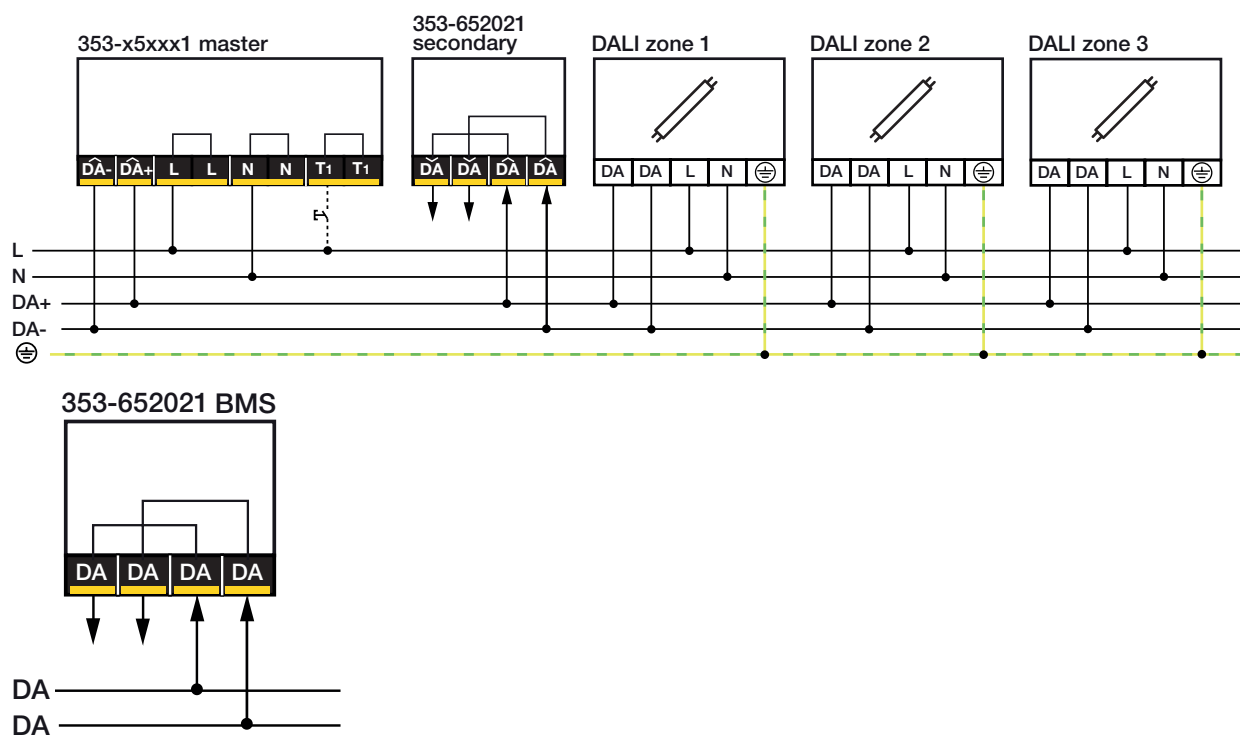 353-x5xxx1 master
353-652021
secondary
DALI zone 1
DALI zone 2
DALI zone 3
DA- DA+ L L N N T1 T1
DA DA DA DA
DA DA L N
DA DA L N
DA DA L N
L
N
DA+
DA-
353-652021 BMS
DA DA DA DA
DA
DA